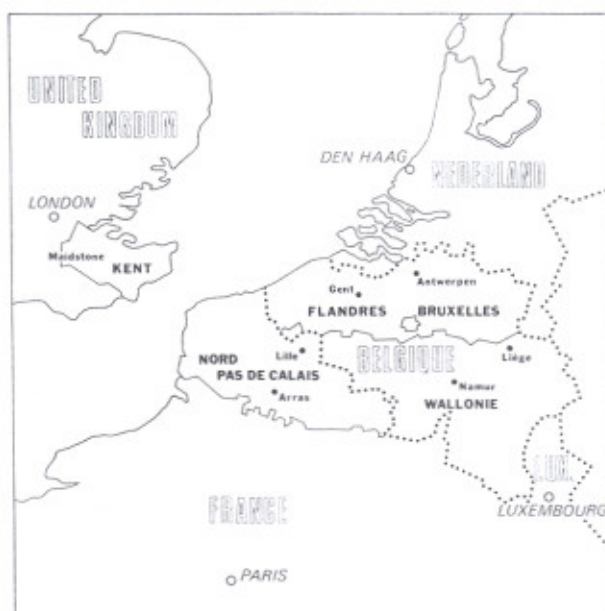 UNITED
KINGDOM
DEN HAAG
NEDERLAND
LONDON
Maidstone
KENT
Antwerpen
Gent
FLANDRES
BRUXELLES
Lille
BELGIQUE
Liège
NORD
PAS DE CALAIS
Arras
Namur
WALLONIE
LUX.
LUXEMBOURG
FRANCE
PARIS